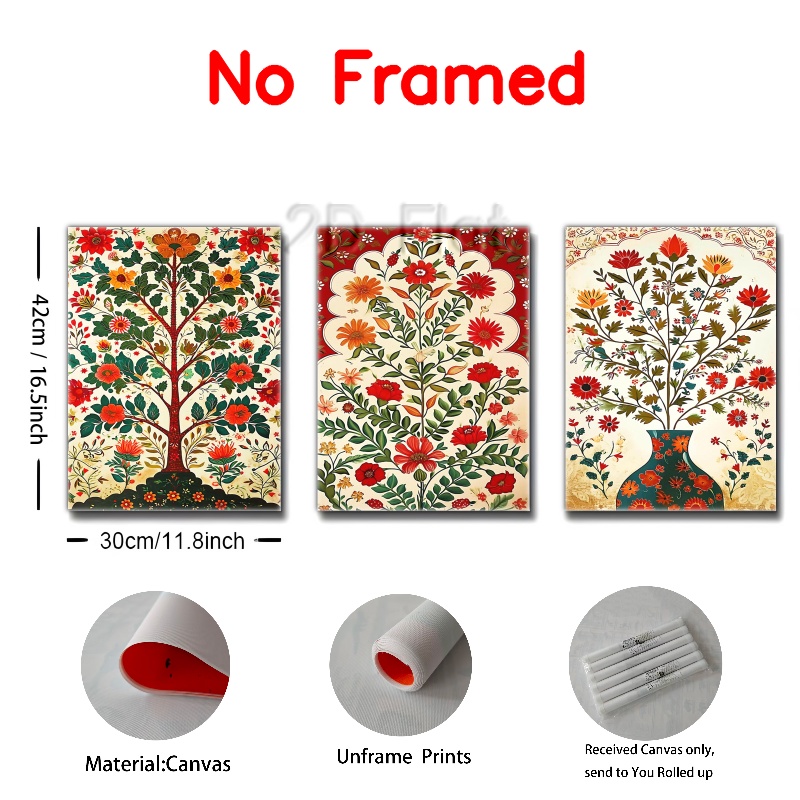 No Framed
2D Flat
42cm / 16.5inch
30cm/11.8inch
Material:Canvas
Unframe Prints
Received Canvas only,
send to You Rolled up